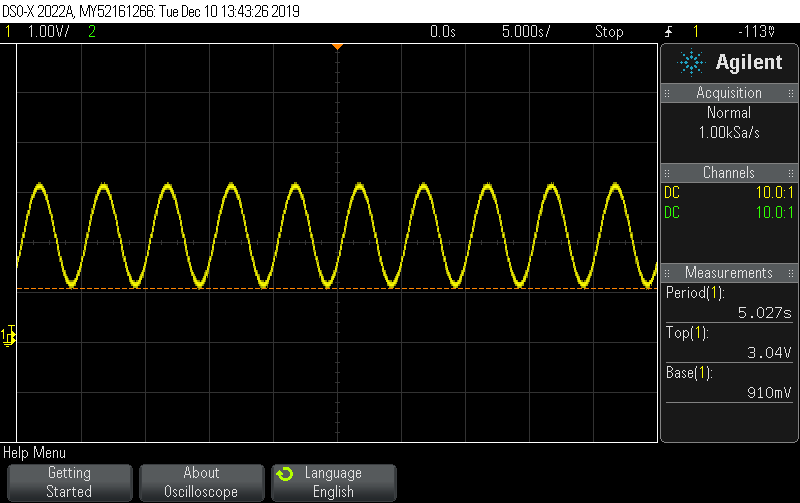 DSO-X 2022A, MY52161266: Tue Dec 10 13:43:26 2019
1 1.00V/ 2 0.0s 5.000s/ Stop 1 -113mV
Agilent
Acquisition
Normal
1.00kSa/s
Channels
DC 10.0:1
DC 10.0:1
Measurements
Period(1):
5.027s
Top(1):
3.04V
Base(1):
910mV
T
1
Help Menu
Getting Started
About Oscilloscope
Language English